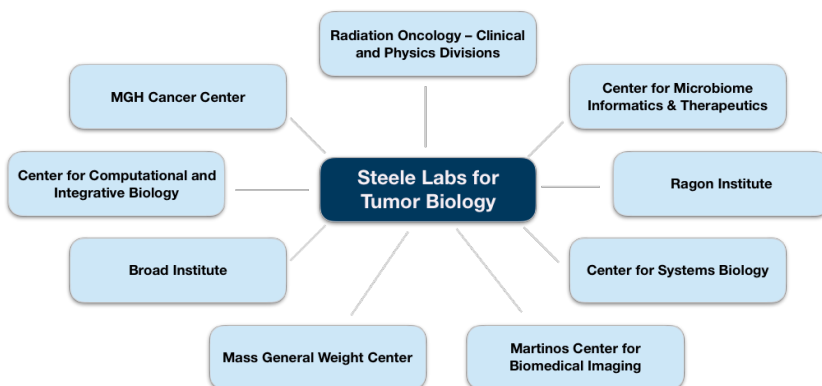 Radiation Oncology – Clinical
and Physics Divisions
MGH Cancer Center
Center for Microbiome
Informatics & Therapeutics
Center for Computational and
Integrative Biology
Steele Labs for
Tumor Biology
Ragon Institute
Broad Institute
Center for Systems Biology
Mass General Weight Center
Martinos Center for
Biomedical Imaging